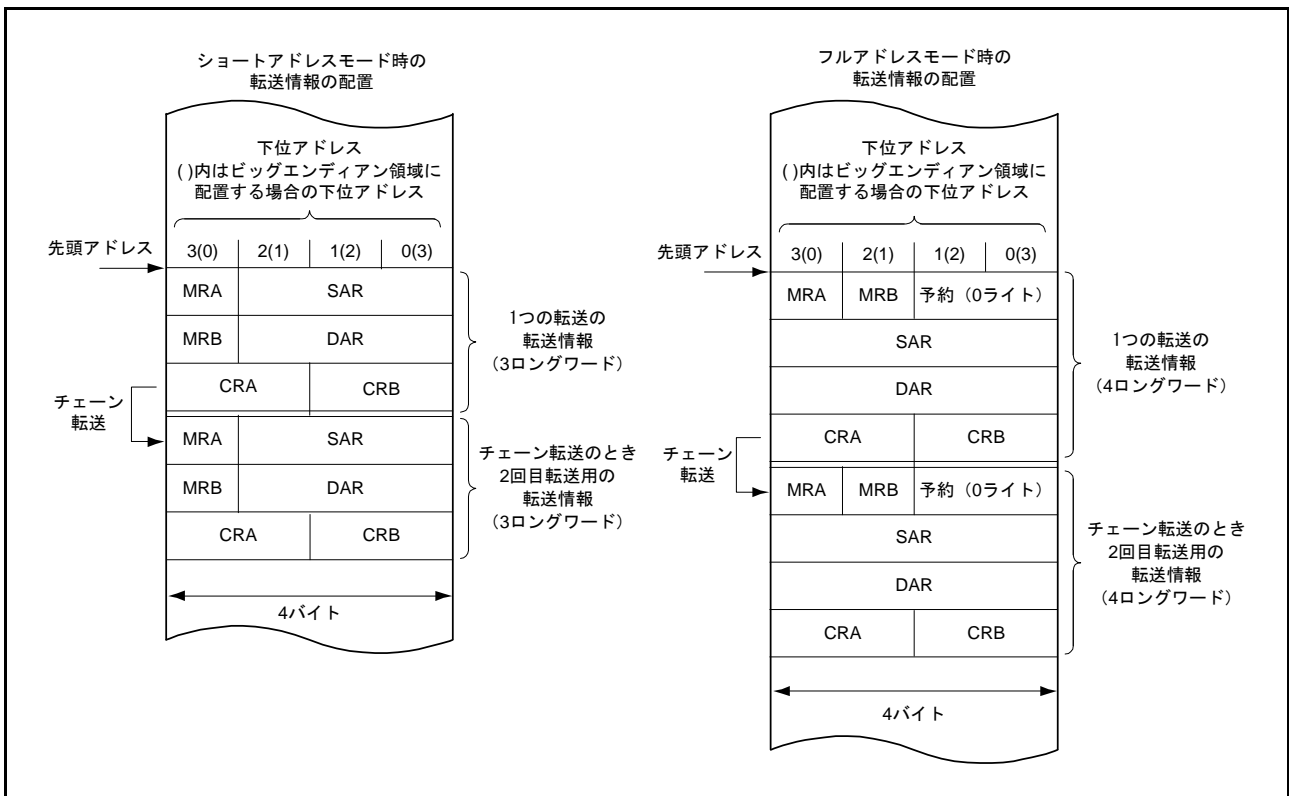 ショートアドレスモード時の
転送情報の配置
下位アドレス
( )内はビッグエンディアン領域に
配置する場合の下位アドレス
先頭アドレス
3(0) 2(1) 1(2) 0(3)
MRA SAR
MRB DAR
CRA CRB
1つの転送の
転送情報
（3ロングワード）
チェーン
転送
MRA SAR
MRB DAR
CRA CRB
チェーン転送のとき
2回目転送用の
転送情報
（3ロングワード）
4バイト
フルアドレスモード時の
転送情報の配置
下位アドレス
( )内はビッグエンディアン領域に
配置する場合の下位アドレス
先頭アドレス
3(0) 2(1) 1(2) 0(3)
MRA MRB 予約（0ライト）
SAR
DAR
CRA CRB
1つの転送の
転送情報
（4ロングワード）
チェーン
転送
MRA MRB 予約（0ライト）
SAR
DAR
CRA CRB
チェーン転送のとき
2回目転送用の
転送情報
（4ロングワード）
4バイト